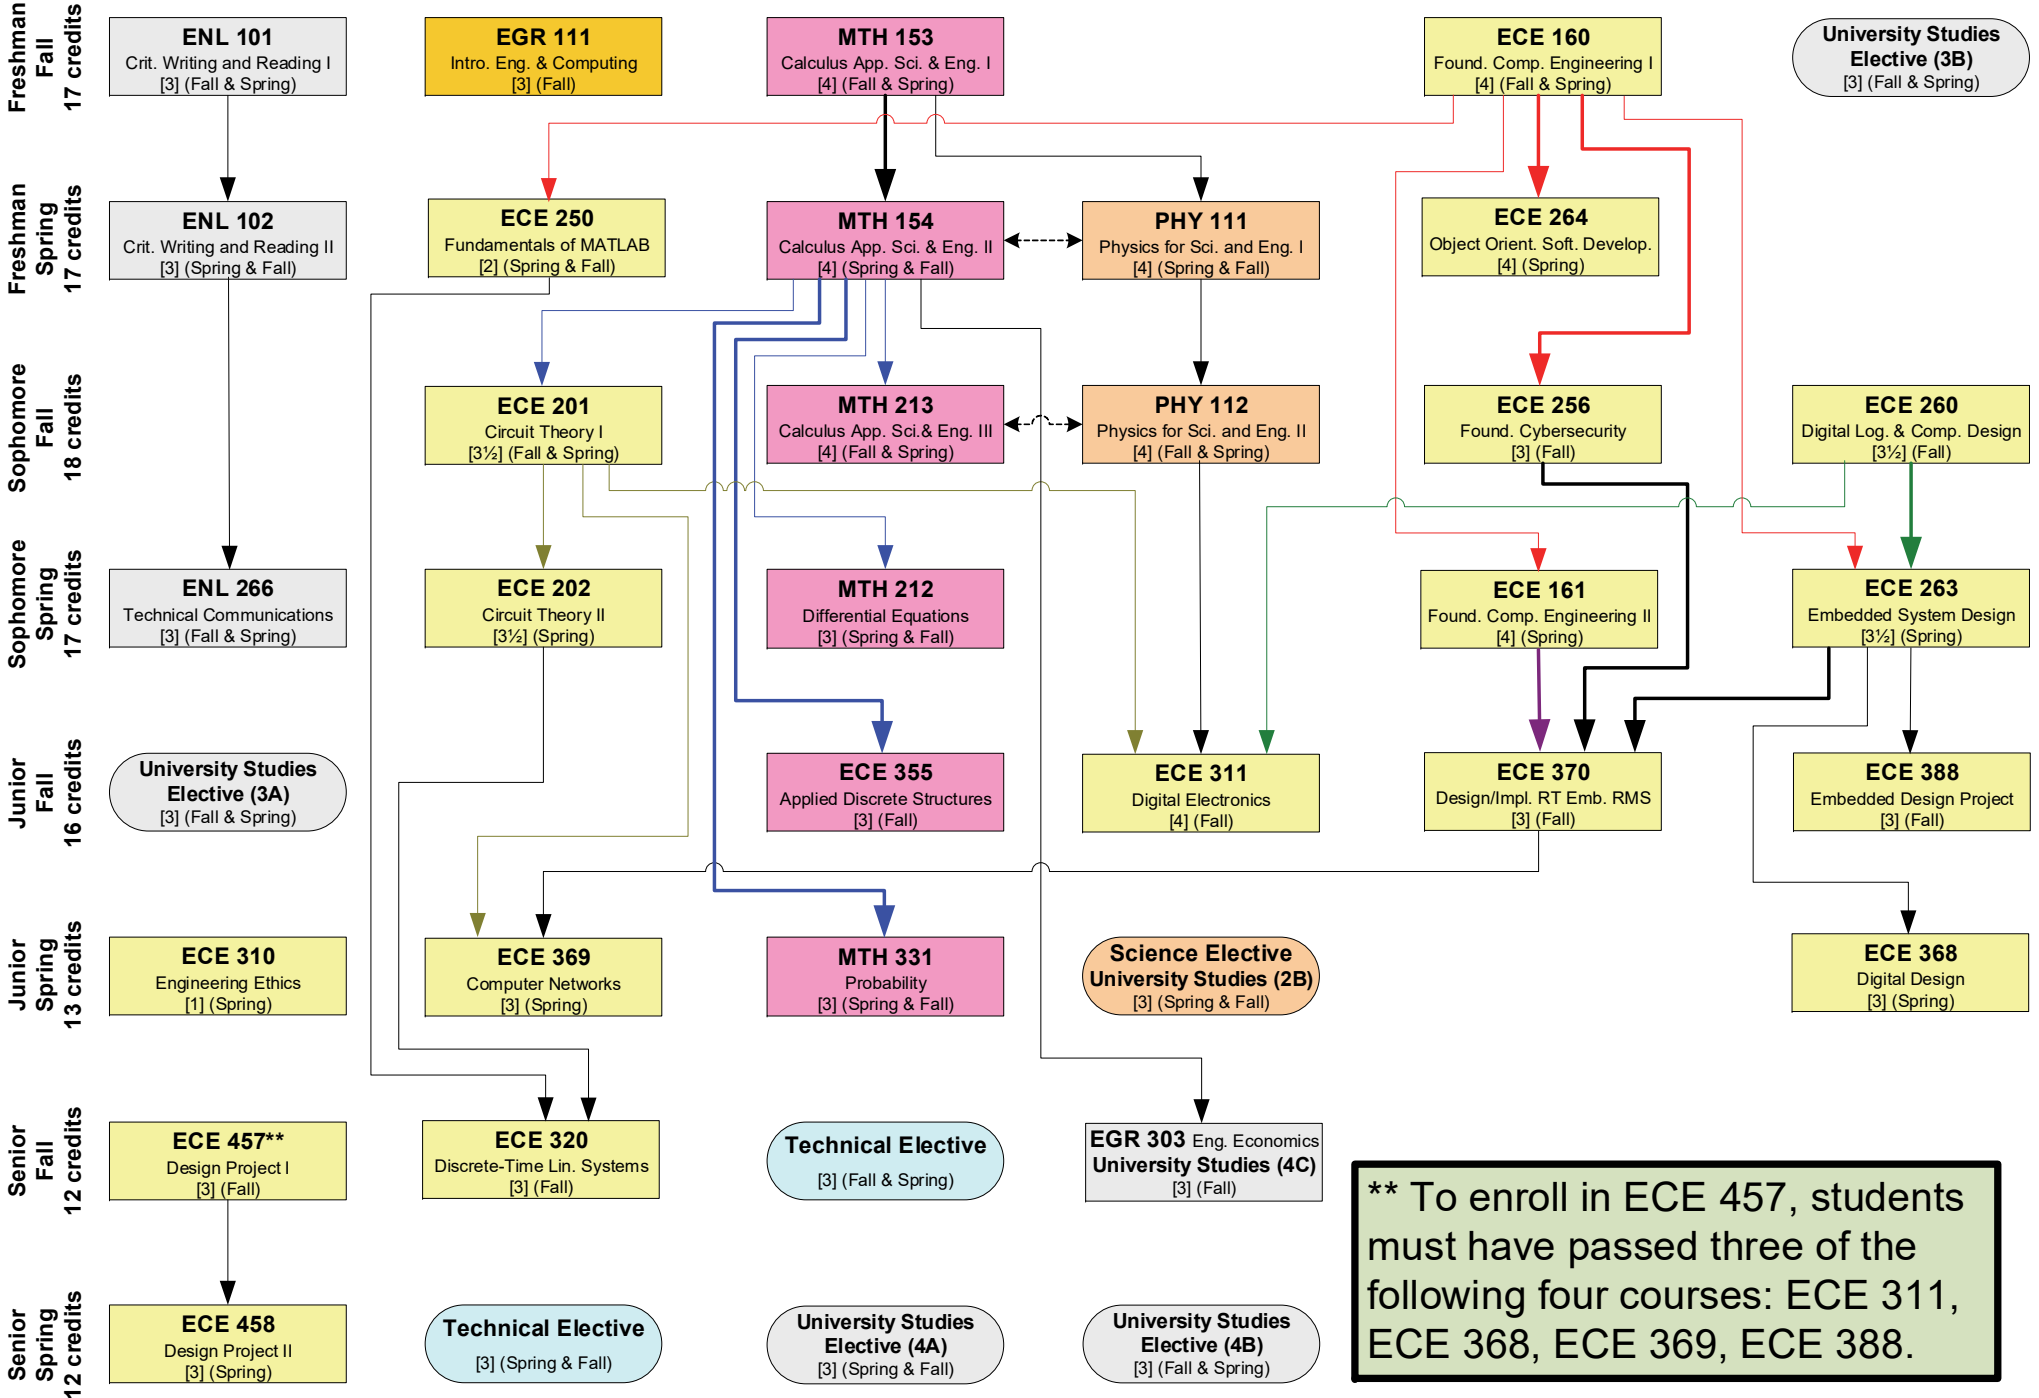 Freshman
Fall
17 credits
ENL 101
Crit. Writing and Reading I
[3] (Fall & Spring)
EGR 111
Intro. Eng. & Computing
[3] (Fall)
MTH 153
Calculus App. Sci. & Eng. I
[4] (Fall & Spring)
ECE 160
Found. Comp. Engineering I
[4] (Fall & Spring)
University Studies
Elective (3B)
[3] (Fall & Spring)
Freshman
Spring
17 credits
ENL 102
Crit. Writing and Reading II
[3] (Spring & Fall)
ECE 250
Fundamentals of MATLAB
[2] (Spring & Fall)
MTH 154
Calculus App. Sci. & Eng. II
[4] (Spring & Fall)
PHY 111
Physics for Sci. and Eng. I
[4] (Spring & Fall)
ECE 264
Object Orient. Soft. Develop.
[4] (Spring)
Sophomore
Fall
18 credits
ECE 201
Circuit Theory I
[3½] (Fall & Spring)
MTH 213
Calculus App. Sci.& Eng. III
[4] (Fall & Spring)
PHY 112
Physics for Sci. and Eng. II
[4] (Fall & Spring)
ECE 256
Found. Cybersecurity
[3] (Fall)
ECE 260
Digital Log. & Comp. Design
[3½] (Fall)
Sophomore
Spring
17 credits
ENL 266
Technical Communications
[3] (Fall & Spring)
ECE 202
Circuit Theory II
[3½] (Spring)
MTH 212
Differential Equations
[3] (Spring & Fall)
ECE 161
Found. Comp. Engineering II
[4] (Spring)
ECE 263
Embedded System Design
[3½] (Spring)
Junior
Fall
16 credits
University Studies
Elective (3A)
[3] (Fall & Spring)
ECE 355
Applied Discrete Structures
[3] (Fall)
ECE 311
Digital Electronics
[4] (Fall)
ECE 370
Design/Impl. RT Emb. RMS
[3] (Fall)
ECE 388
Embedded Design Project
[3] (Fall)
Junior
Spring
13 credits
ECE 310
Engineering Ethics
[1] (Spring)
ECE 369
Computer Networks
[3] (Spring)
MTH 331
Probability
[3] (Spring & Fall)
Science Elective
University Studies (2B)
[3] (Spring & Fall)
ECE 368
Digital Design
[3] (Spring)
Senior
Fall
12 credits
ECE 457**
Design Project I
[3] (Fall)
ECE 320
Discrete-Time Lin. Systems
[3] (Fall)
Technical Elective
[3] (Fall & Spring)
EGR 303 Eng. Economics
University Studies (4C)
[3] (Fall)
Senior
Spring
12 credits
ECE 458
Design Project II
[3] (Spring)
Technical Elective
[3] (Spring & Fall)
University Studies
Elective (4A)
[3] (Spring & Fall)
University Studies
Elective (4B)
[3] (Fall & Spring)
** To enroll in ECE 457, students
must have passed three of the
following four courses: ECE 311,
ECE 368, ECE 369, ECE 388.